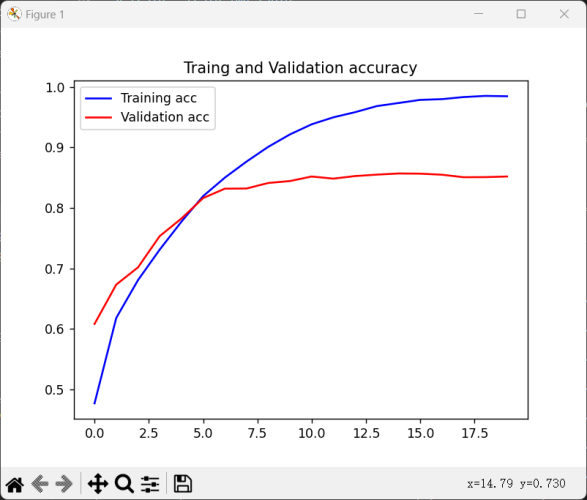 Figure 1
Traing and Validation accuracy
Training acc
Validation acc
1.0
0.9
0.8
0.7
0.6
0.5
0.0 2.5 5.0 7.5 10.0 12.5 15.0 17.5
x=14.79 y=0.730